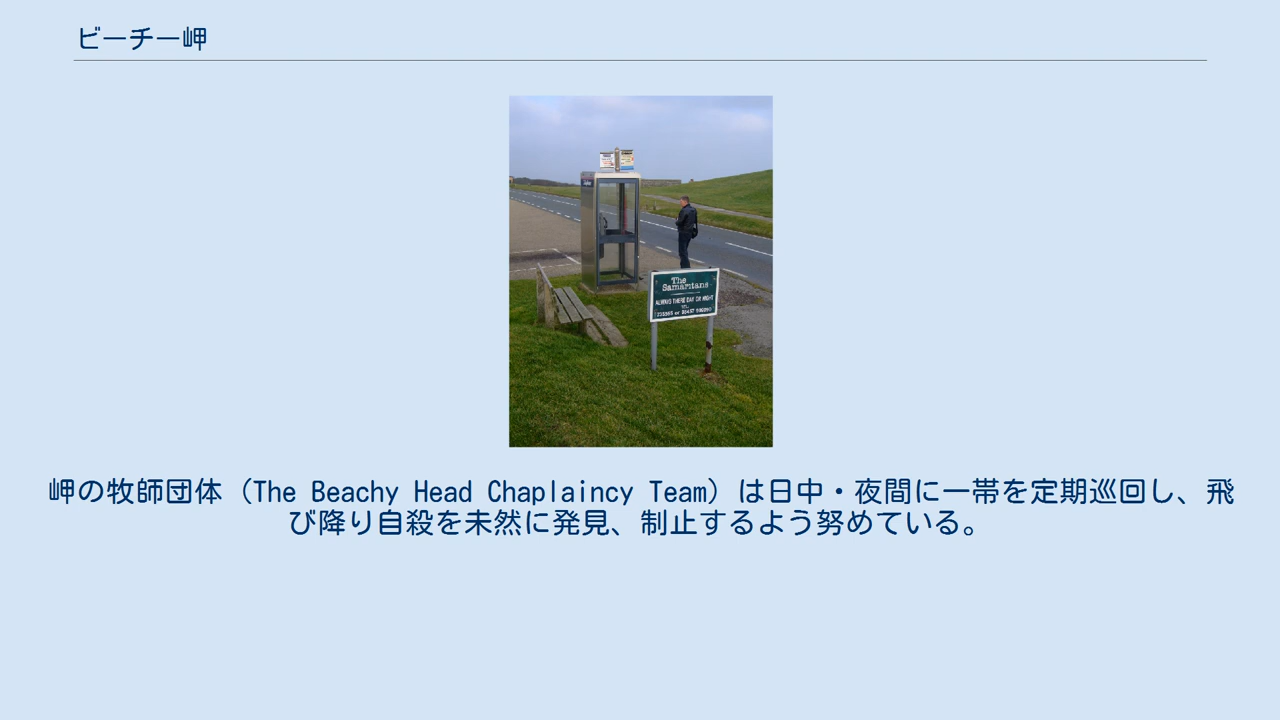 ビーチー岬
The
Samaritans
ALWAYS THERE DAY OR NIGHT
TEL.
岬の牧師団体（The Beachy Head Chaplaincy Team）は日中・夜間に一帯を定期巡回し、飛
び降り自殺を未然に発見、制止するよう努めている。